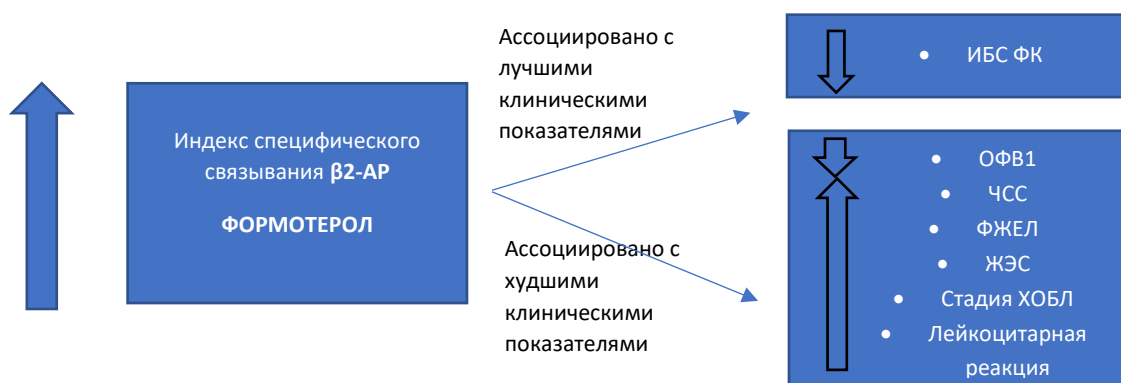 Ассоциировано с
лучшими
клиническими
показателями
Индекс специфического
связывания β2-АР
ФОРМОТЕРОЛ
Ассоциировано с
худшими
клиническими
показателями
• ИБС ФК
• ОФВ1
• ЧСС
• ФЖЕЛ
• ЖЭС
• Стадия ХОБЛ
• Лейкоцитарная
реакция